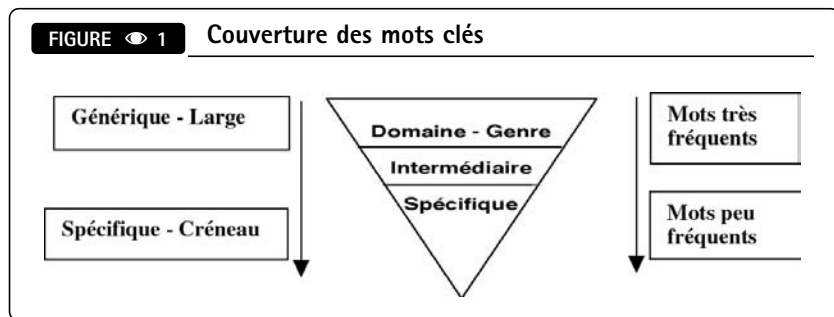 FIGURE 1 Couverture des mots clés
Générique - Large
Spécifique - Créneau
Domaine - Genre
Intermédiaire
Spécifique
Mots très
fréquents
Mots peu
fréquents